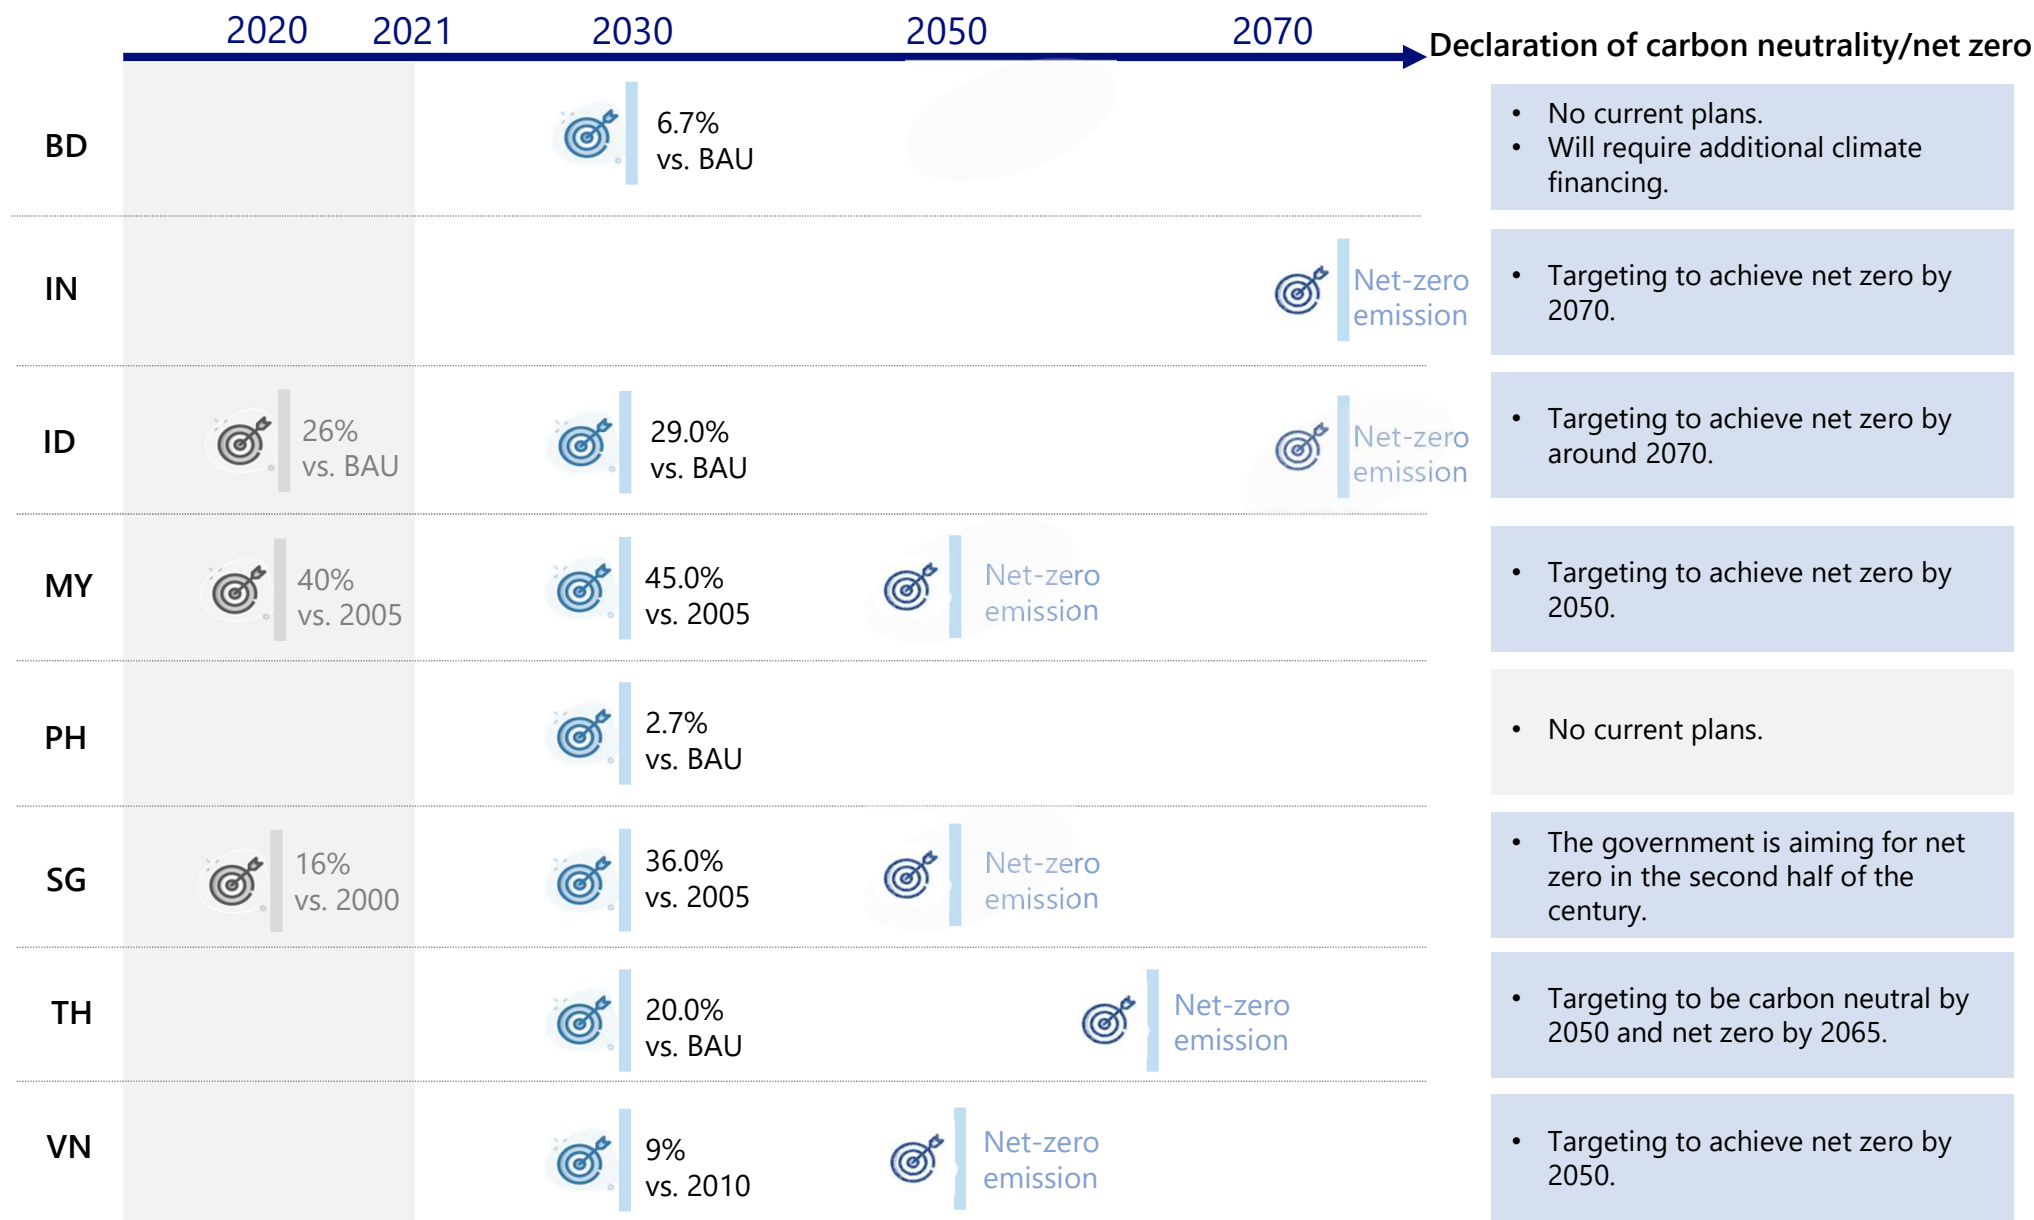 2020 2021 2030 2050 2070 Declaration of carbon neutrality/net zero
BD
6.7%
vs. BAU
• No current plans.
• Will require additional climate
financing.
IN
Net-zero
emission
• Targeting to achieve net zero by
2070.
ID
26%
vs. BAU
29.0%
vs. BAU
Net-zero
emission
• Targeting to achieve net zero by
around 2070.
MY
40%
vs. 2005
45.0%
vs. 2005
Net-zero
emission
• Targeting to achieve net zero by
2050.
PH
2.7%
vs. BAU
• No current plans.
SG
16%
vs. 2000
36.0%
vs. 2005
Net-zero
emission
• The government is aiming for net
zero in the second half of the
century.
TH
20.0%
vs. BAU
Net-zero
emission
• Targeting to be carbon neutral by
2050 and net zero by 2065.
VN
9%
vs. 2010
Net-zero
emission
• Targeting to achieve net zero by
2050.